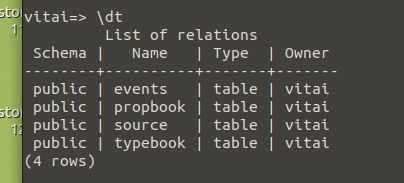 vitai=> \dt
         List of relations
 Schema |   Name   | Type  | Owner
--------+----------+-------+-------
 public | events   | table | vitai
 public | propbook | table | vitai
 public | source   | table | vitai
 public | typebook | table | vitai
(4 rows)